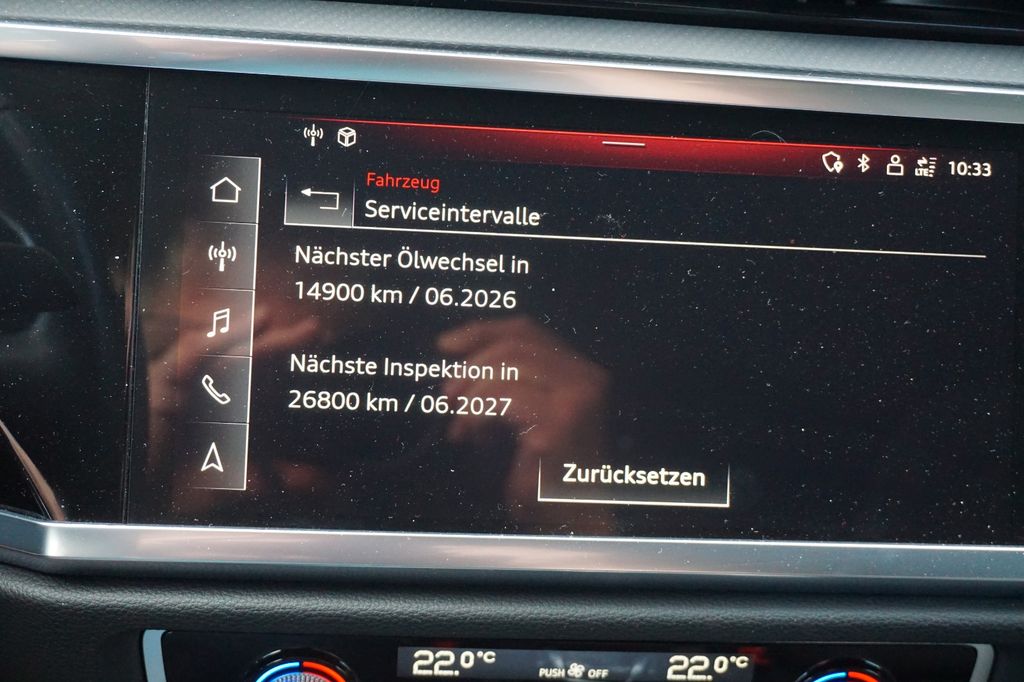 10:33
LTE
Fahrzeug
Serviceintervalle
Nächster Ölwechsel in
14900 km / 06.2026
Nächste Inspektion in
26800 km / 06.2027
Zurücksetzen
22.0°C PUSH OFF 22.0°C